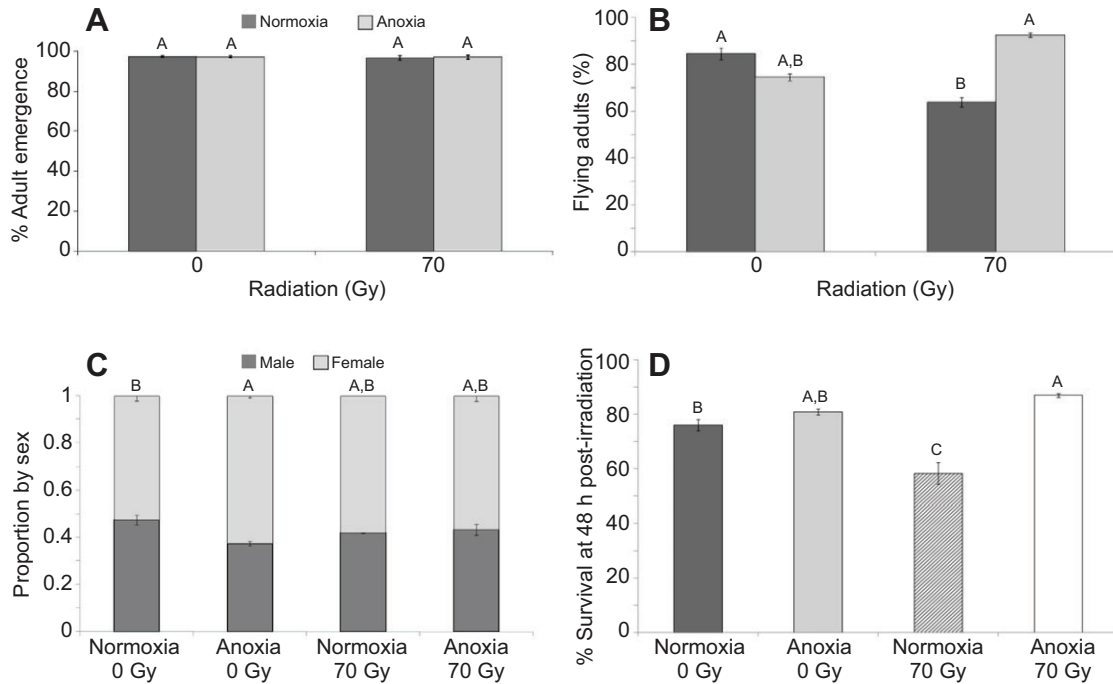 A
Normoxia
Anoxia
% Adult emergence
100
80
60
40
20
0
A
A
A
A
0
70
Radiation (Gy)
B
Flying adults (%)
100
80
60
40
20
0
A
A,B
B
A
0
70
Radiation (Gy)
C
Male
Female
Proportion by sex
1
0.8
0.6
0.4
0.2
0
B
A
A,B
A,B
Normoxia
0 Gy
Anoxia
0 Gy
Normoxia
70 Gy
Anoxia
70 Gy
D
% Survival at 48 h post-irradiation
100
80
60
40
20
0
B
A,B
C
A
Normoxia
0 Gy
Anoxia
0 Gy
Normoxia
70 Gy
Anoxia
70 Gy